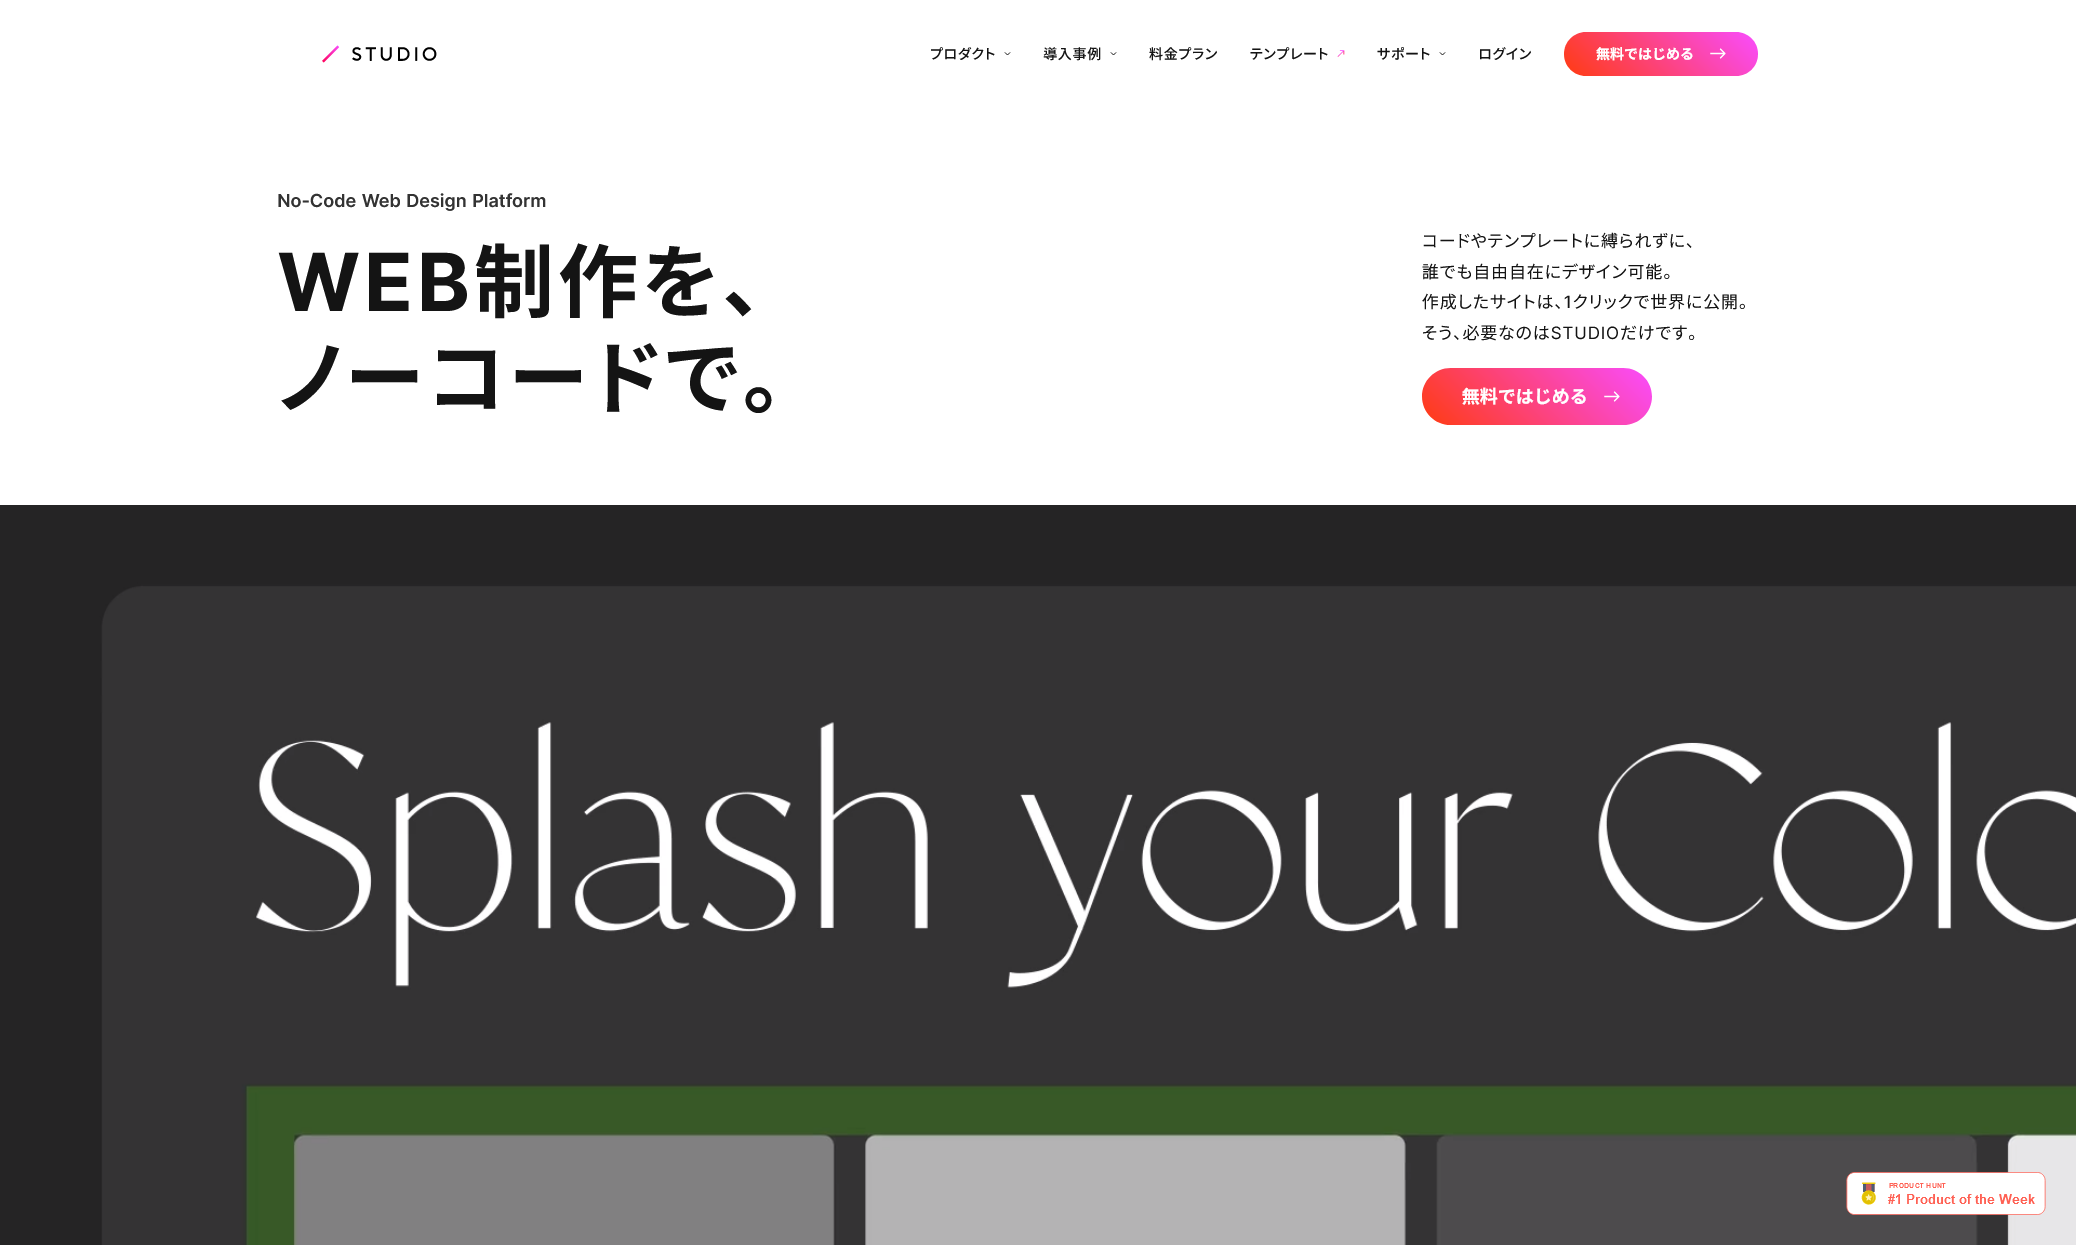 STUDIO
プロダクト
導入事例
料金プラン
テンプレート
サポート
ログイン
無料ではじめる
No-Code Web Design Platform
WEB制作を、
ノーコードで。
コードやテンプレートに縛られずに、
誰でも自由自在にデザイン可能。
作成したサイトは、1クリックで世界に公開。
そう、必要なのはSTUDIOだけです。
無料ではじめる
Splash your Colo
PRODUCT HUNT
#1 Product of the Week